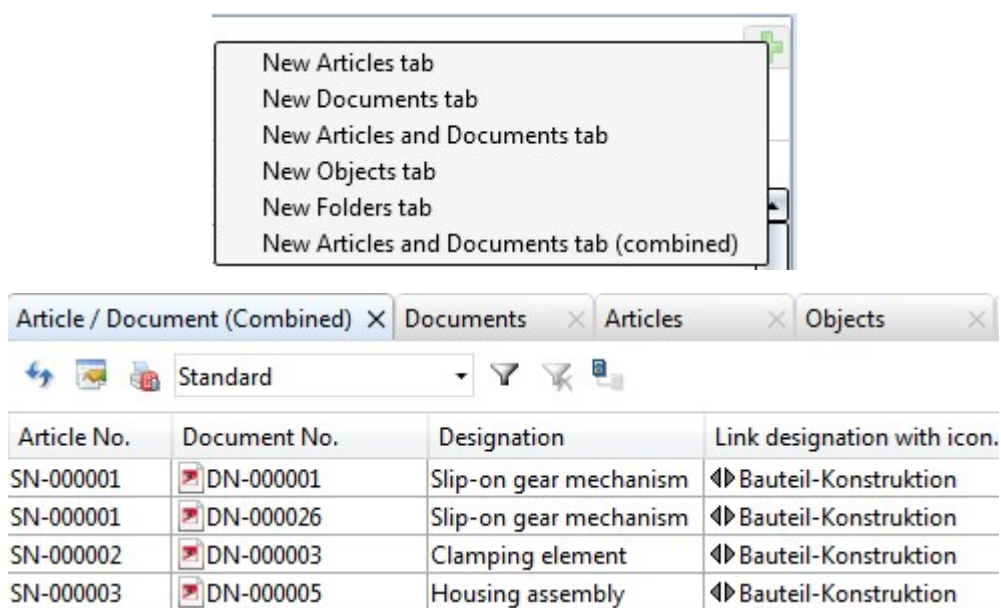 New Articles tab
New Documents tab
New Articles and Documents tab
New Objects tab
New Folders tab
New Articles and Documents tab (combined)
Article / Document (Combined) Documents Articles Objects
Standard
Article No. Document No. Designation Link designation with icon.
SN-000001 DN-000001 Slip-on gear mechanism Bauteil-Konstruktion
SN-000001 DN-000026 Slip-on gear mechanism Bauteil-Konstruktion
SN-000002 DN-000003 Clamping element Bauteil-Konstruktion
SN-000003 DN-000005 Housing assembly Bauteil-Konstruktion